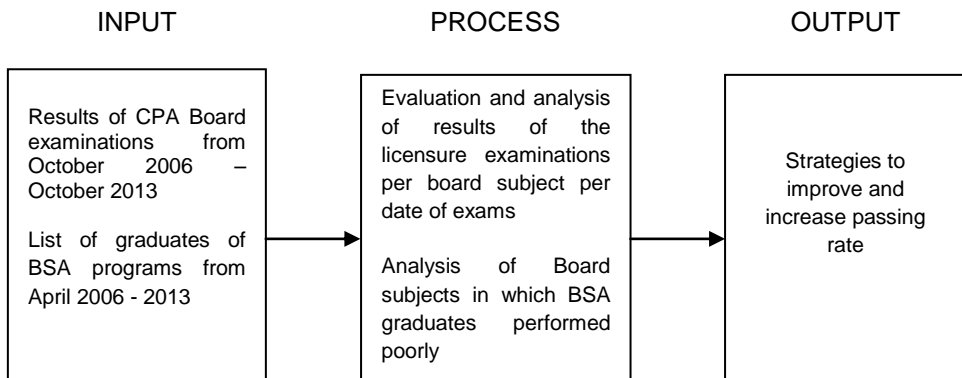 INPUT
PROCESS
OUTPUT
Results of CPA Board
examinations from
October 2006 –
October 2013
List of graduates of
BSA programs from
April 2006 - 2013
Evaluation and analysis
of results of the
licensure examinations
per board subject per
date of exams
Analysis of Board
subjects in which BSA
graduates performed
poorly
Strategies to
improve and
increase passing
rate